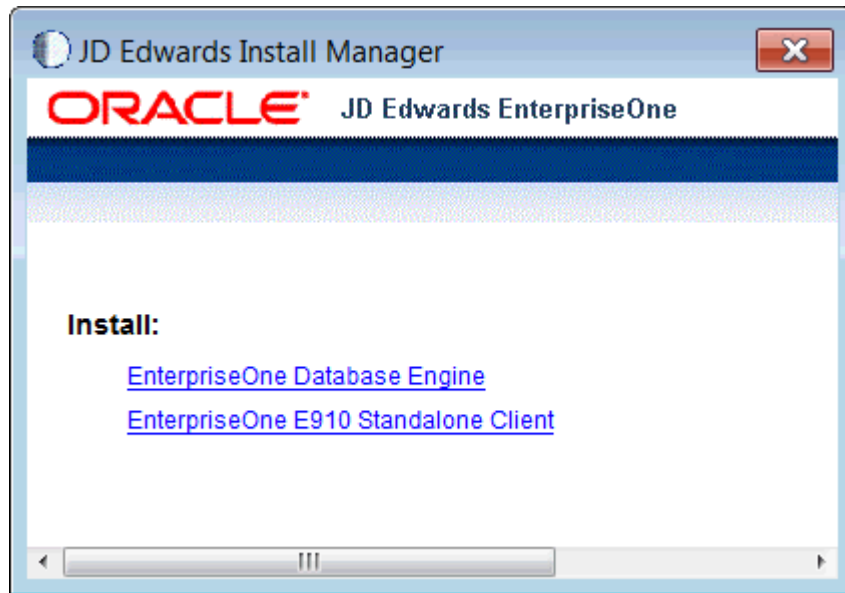 JD Edwards Install Manager
ORACLE® JD Edwards EnterpriseOne
Install:
EnterpriseOne Database Engine
EnterpriseOne E910 Standalone Client